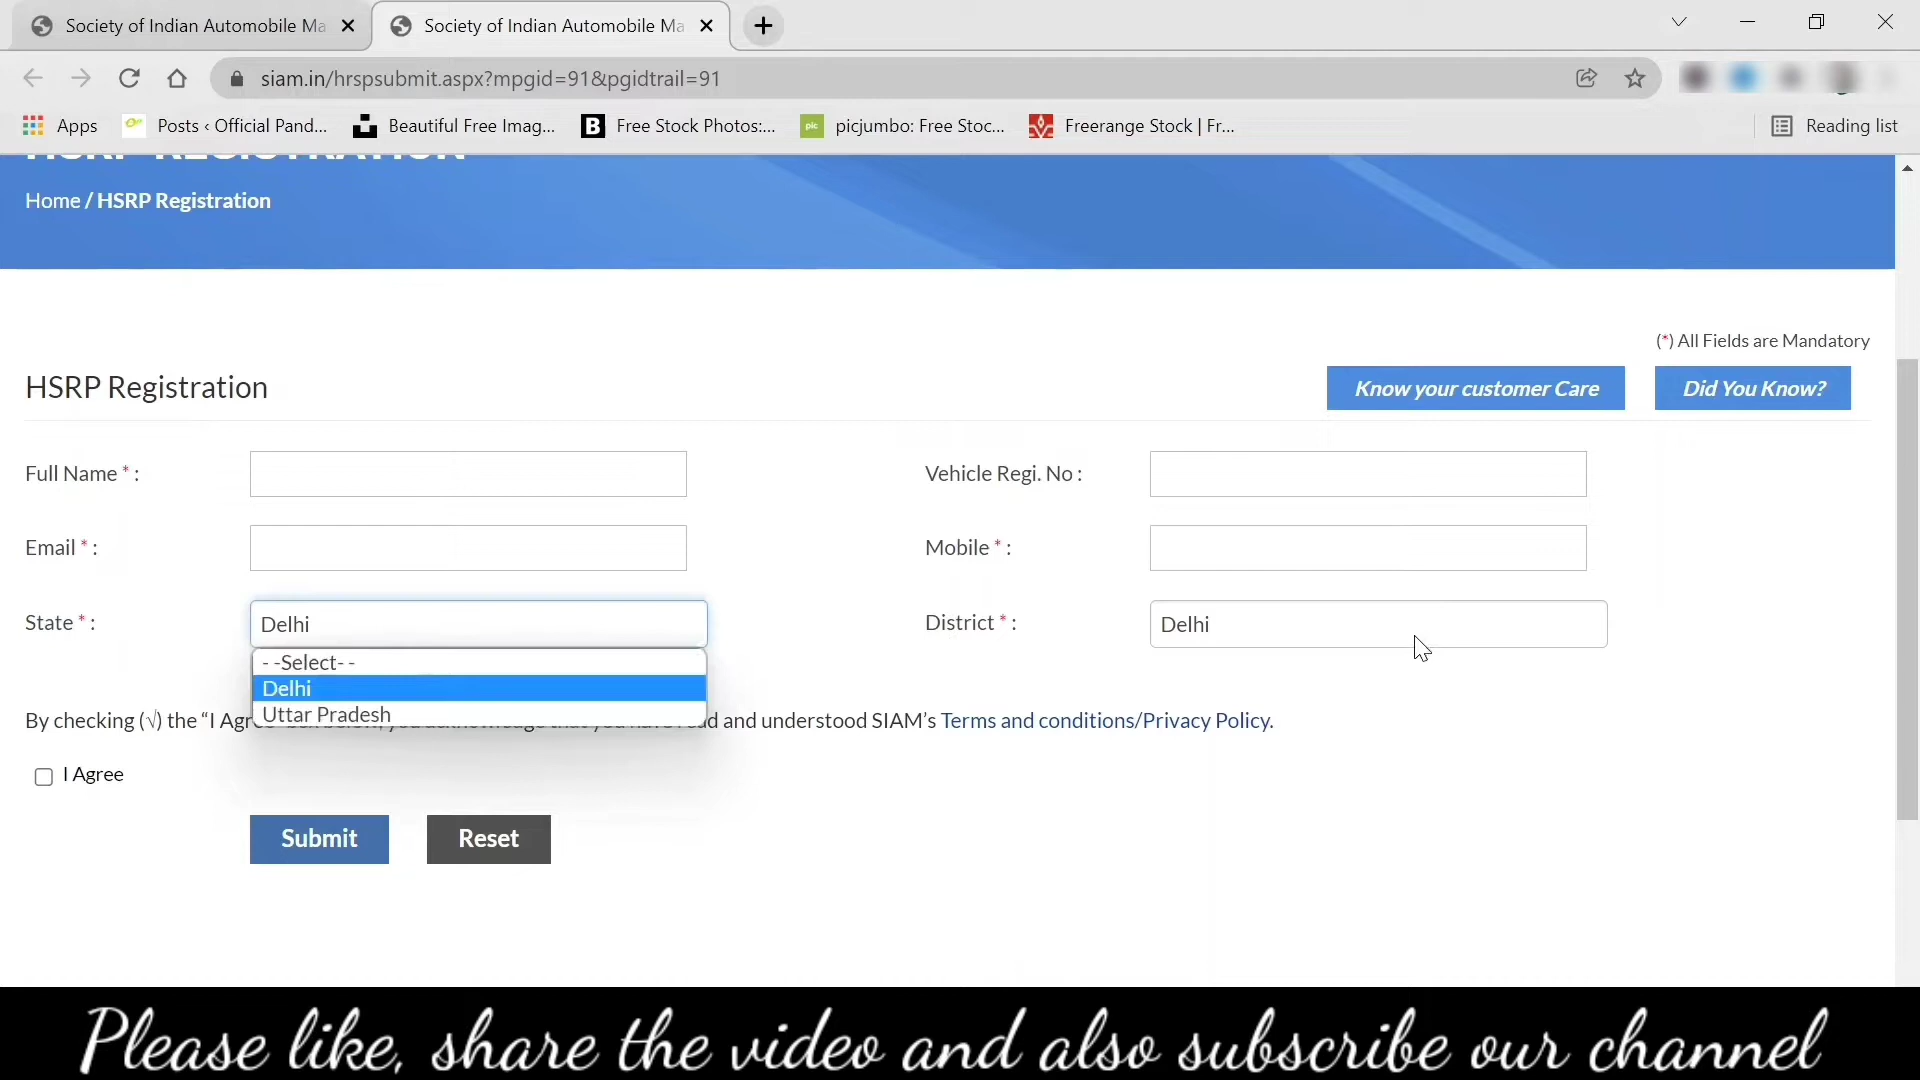 Society of Indian Automobile Ma
Society of Indian Automobile Ma
siam.in/hrspsubmit.aspx?mpgid=91&pgidtrail=91
Apps
Posts ‹ Official Pand...
Beautiful Free Imag...
B
Free Stock Photos:...
pic
picjumbo: Free Stoc...
Freerange Stock | Fr...
Reading list
HSRP REGISTRATION
Home / HSRP Registration
(*) All Fields are Mandatory
HSRP Registration
Know your customer Care
Did You Know?
Full Name * :
Vehicle Regi. No :
Email * :
Mobile * :
State * :
Delhi
District * :
Delhi
- -Select- -
Delhi
Uttar Pradesh
By checking (√) the “I Agr and understood SIAM’s Terms and conditions/Privacy Policy.
I Agree
Submit
Reset
Please like, share the video and also subscribe our channel